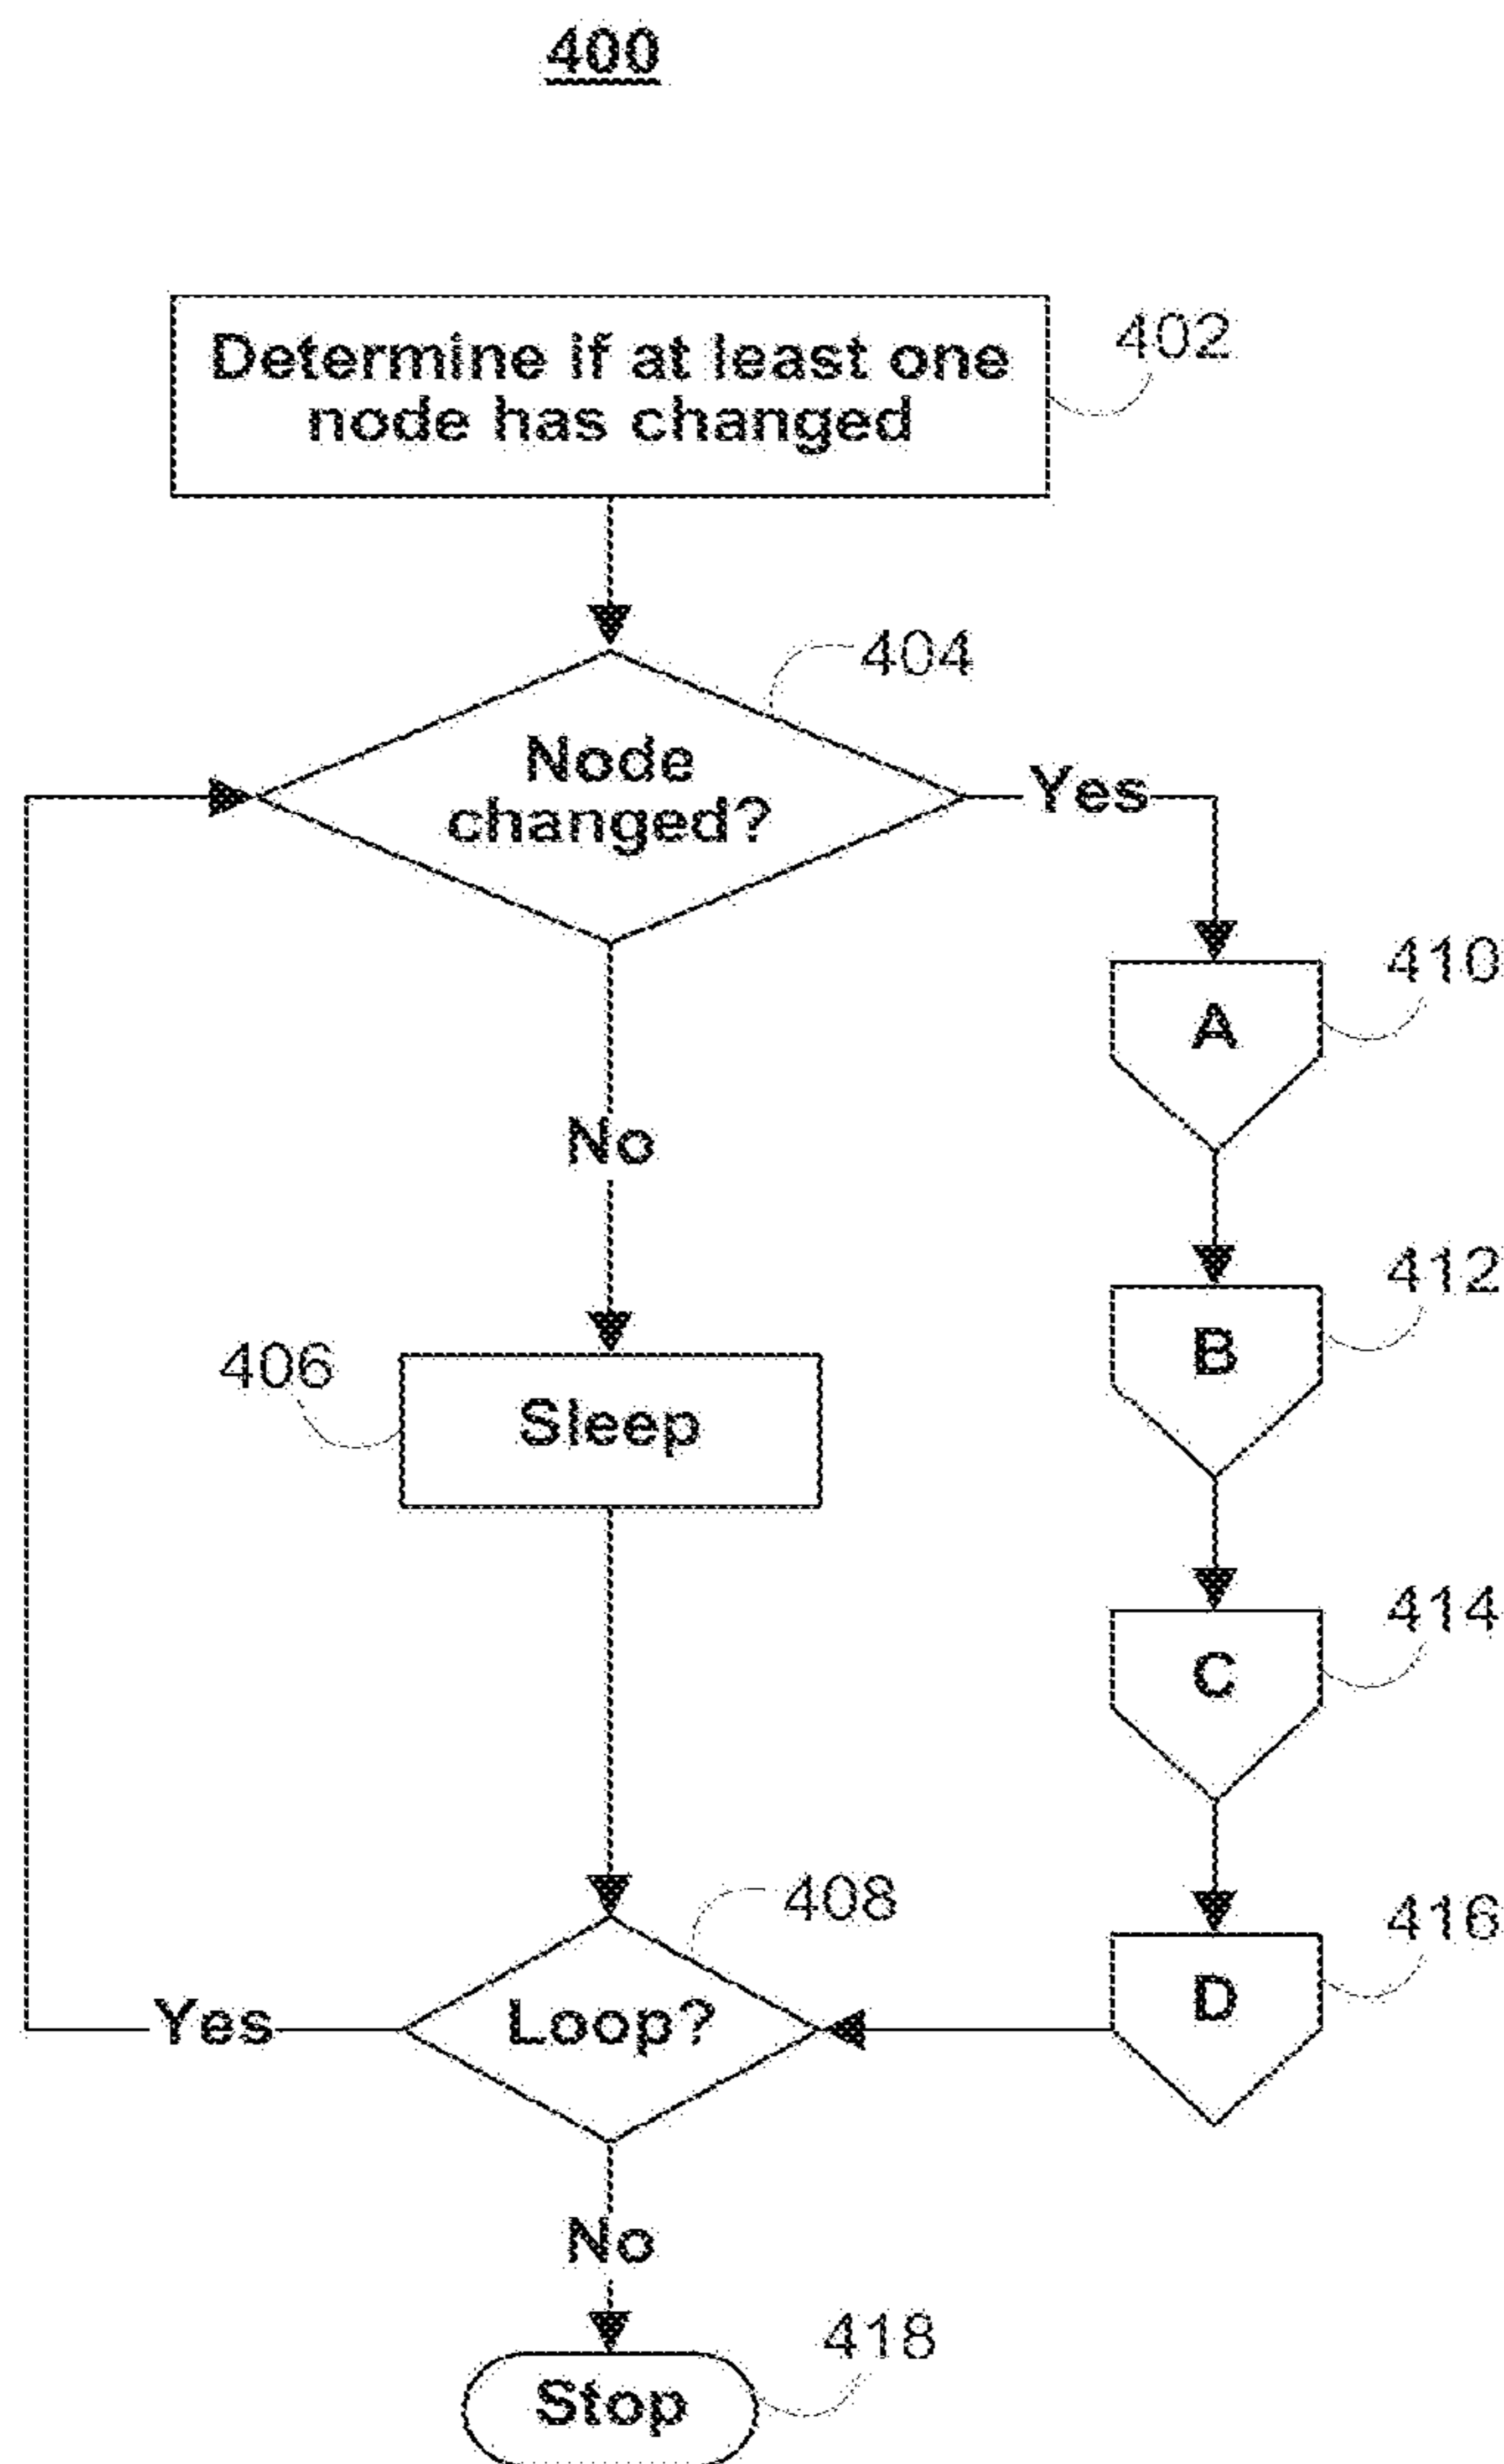 400
Determine if at least one
node has changed
402
404
Node
changed?
Yes
410
A
No
412
B
406
Sleep
414
C
408
416
Yes
Loop?
D
No
418
Stop